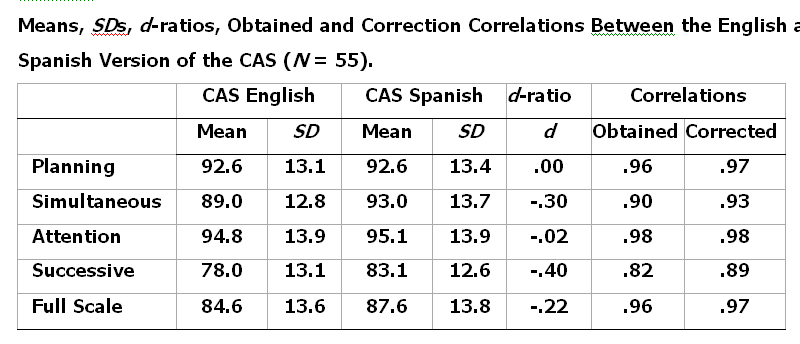 Means, SDs, d-ratios, Obtained and Correction Correlations Between the English
Spanish Version of the CAS (N = 55).
CAS English CAS Spanish d-ratio Correlations
Mean SD Mean SD d Obtained Corrected
Planning 92.6 13.1 92.6 13.4 .00 .96 .97
Simultaneous 89.0 12.8 93.0 13.7 -.30 .90 .93
Attention 94.8 13.9 95.1 13.9 -.02 .98 .98
Successive 78.0 13.1 83.1 12.6 -.40 .82 .89
Full Scale 84.6 13.6 87.6 13.8 -.22 .96 .97